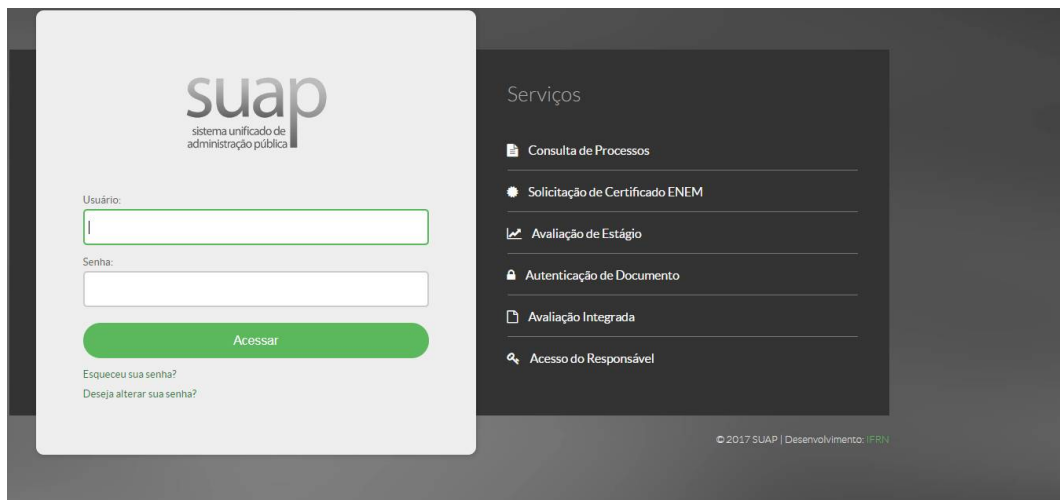 suap
sistema unificado de
administração pública
Usuário:
Senha:
Acessar
Esqueceu sua senha?
Deseja alterar sua senha?
Serviços
Consulta de Processos
Solicitação de Certificado ENEM
Avaliação de Estágio
Autenticação de Documento
Avaliação Integrada
Acesso do Responsável
© 2017 SUAP | Desenvolvimento: IFRN